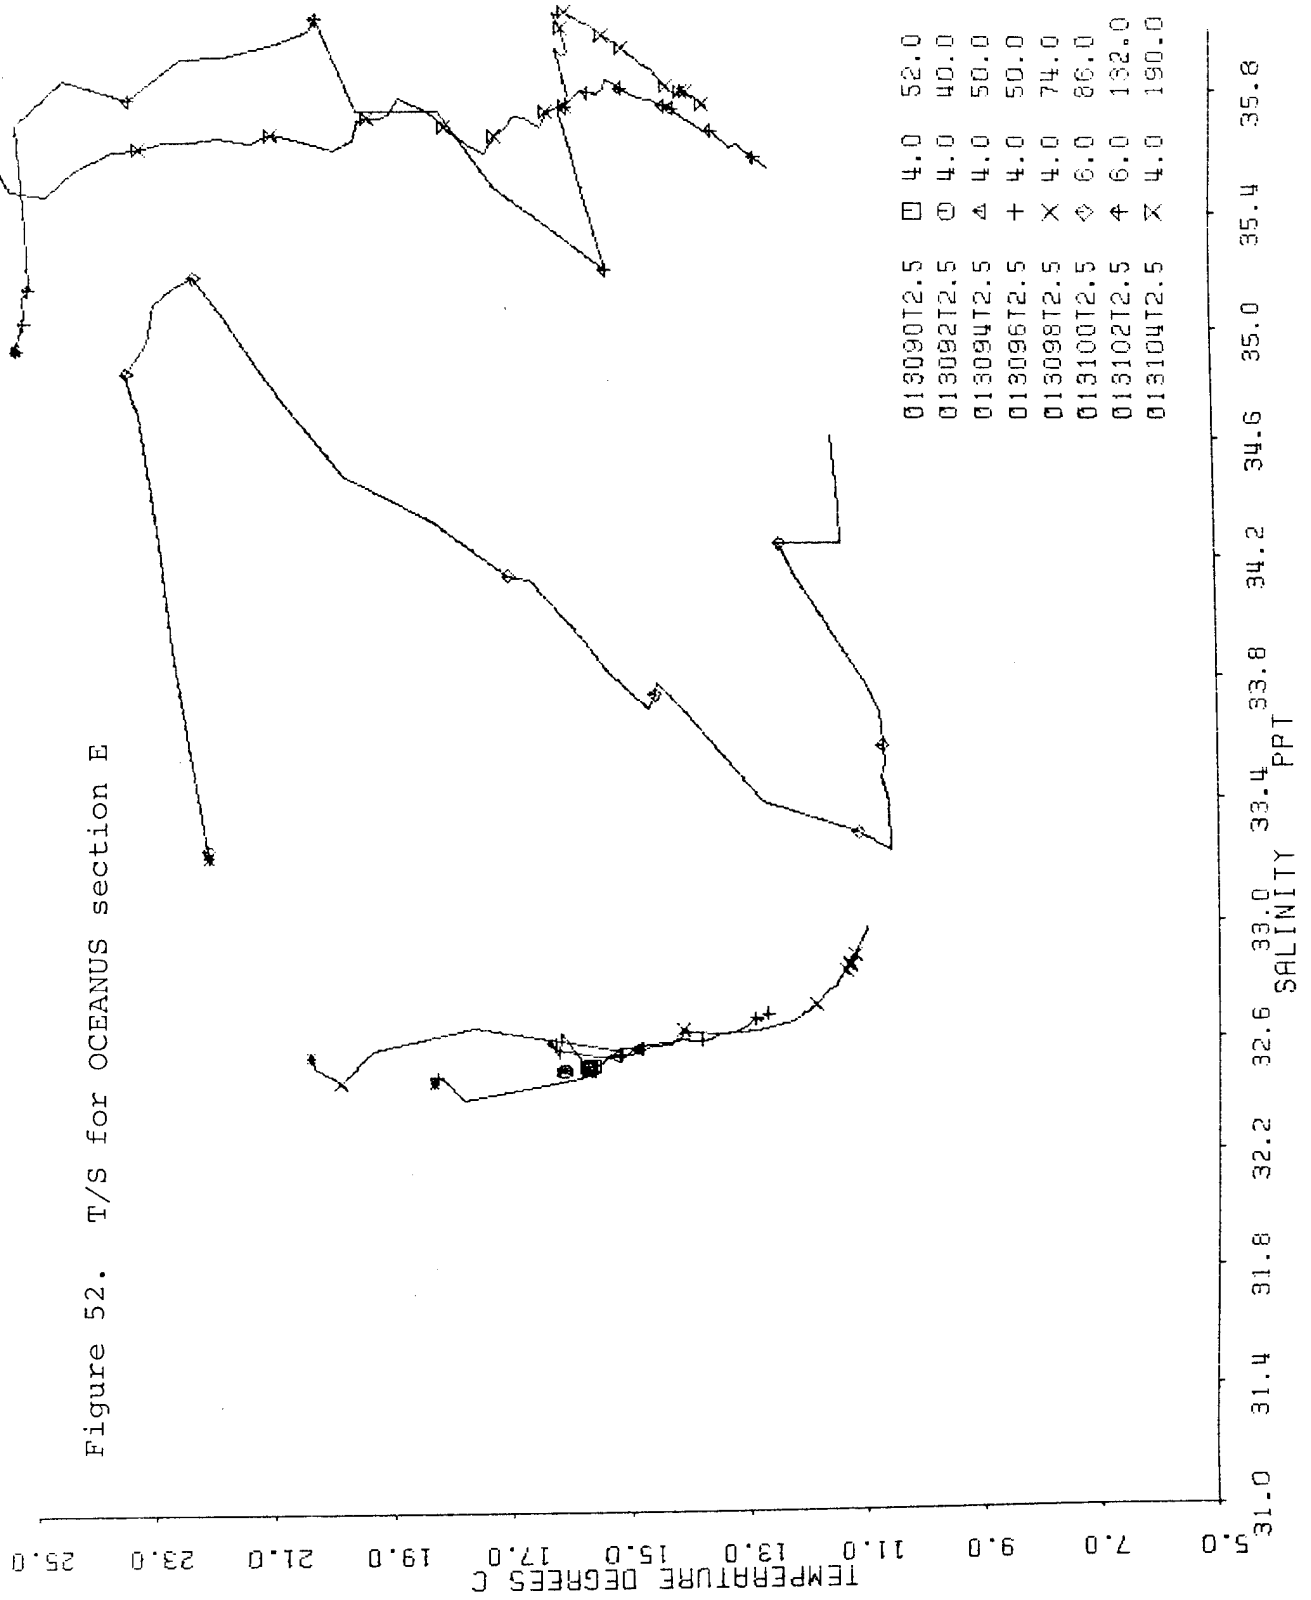 Figure 52. T/S for OCEANUS section E
25.0
23.0
21.0
19.0
17.0
15.0
13.0
11.0
9.0
7.0
5.0
TEMPERATURE DEGREES C
31.0 31.4 31.8 32.2 32.6 33.0 33.4 33.8 34.2 34.6 35.0 35.4 35.8
SALINITY PPT
013090T2.5 4.0 52.0
013092T2.5 4.0 40.0
013094T2.5 4.0 50.0
013096T2.5 4.0 50.0
013098T2.5 4.0 74.0
013100T2.5 6.0 86.0
013102T2.5 6.0 132.0
013104T2.5 4.0 190.0